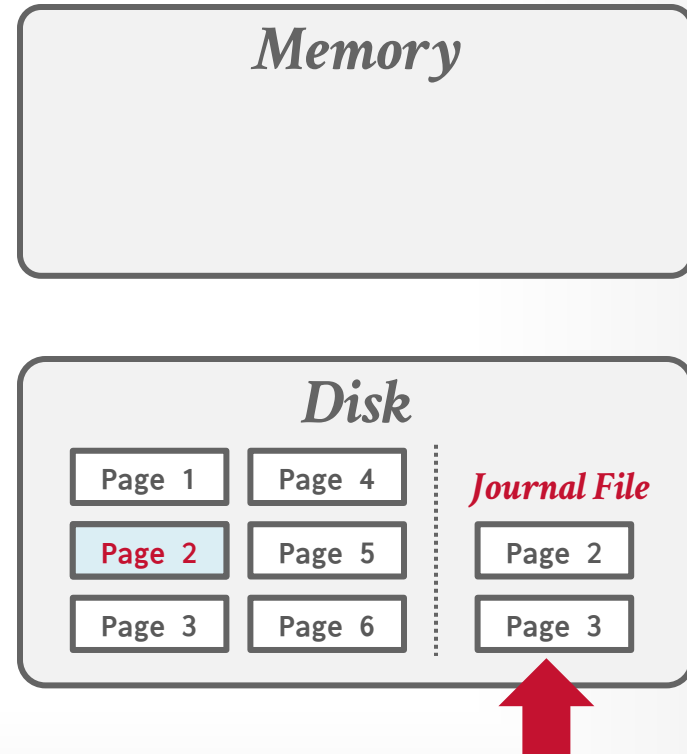 Memory
Disk
Page 1
Page 4
Journal File
Page 2
Page 5
Page 2
Page 3
Page 6
Page 3